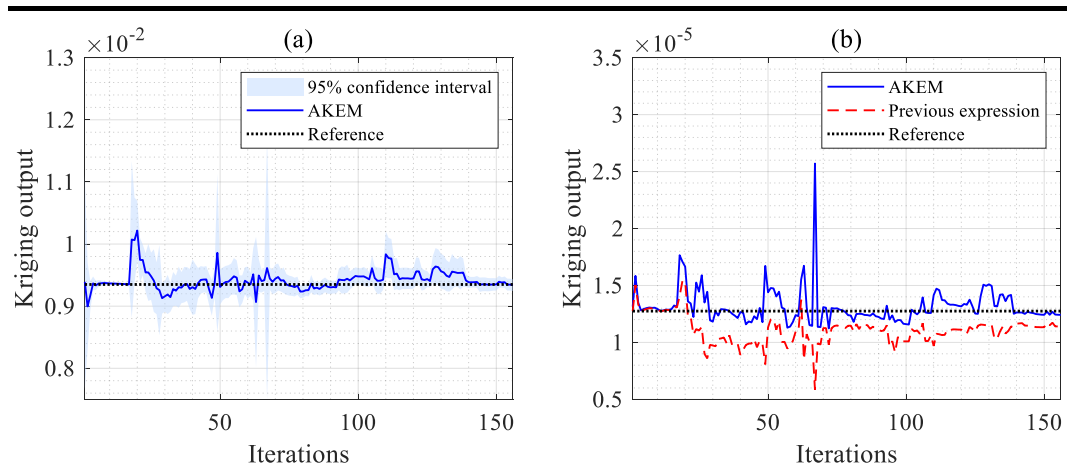 (a)
×10⁻²
1.3
1.2
1.1
1
0.9
0.8
50
100
150
Kriging output
Iterations
95% confidence interval
AKEM
Reference
(b)
×10⁻⁵
3.5
3
2.5
2
1.5
1
0.5
50
100
150
Kriging output
Iterations
AKEM
Previous expression
Reference